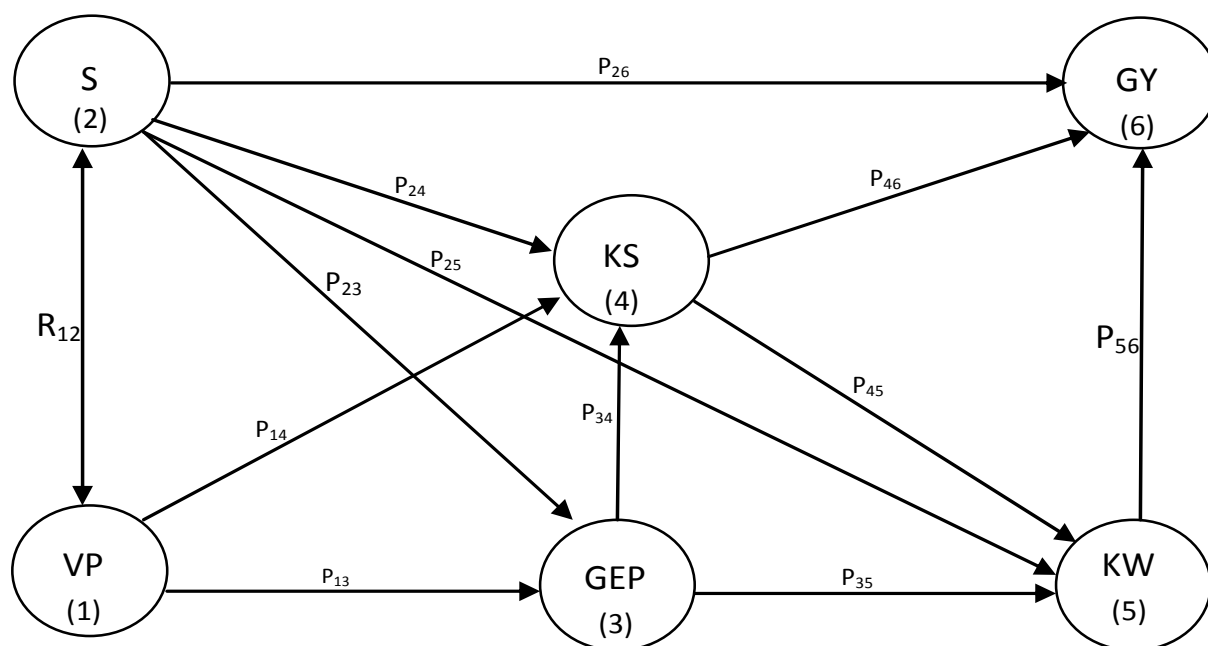 S
(2)
P₂₆
GY
(6)
P₂₄
P₄₆
KS
(4)
P₂₅
P₂₃
R₁₂
P₅₆
P₄₅
P₃₄
P₁₄
VP
(1)
P₁₃
GEP
(3)
P₃₅
KW
(5)